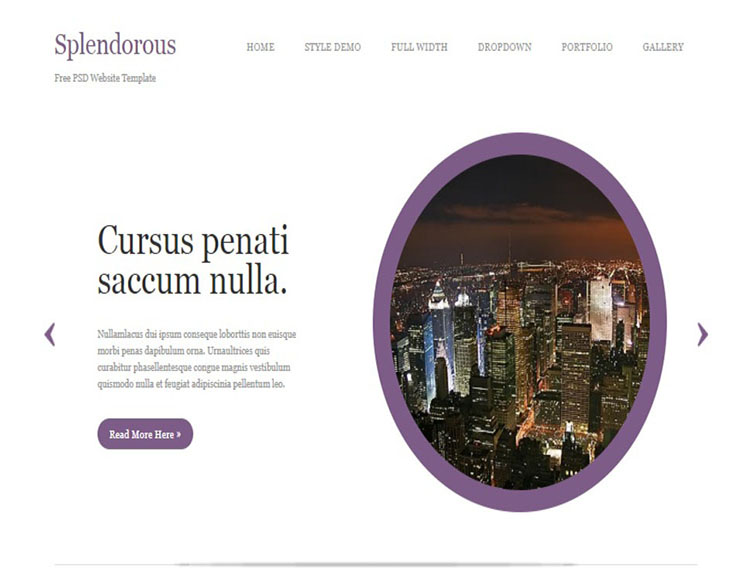 Splendorous
HOME STYLE DEMO FULL WIDTH DROPDOWN PORTFOLIO GALLERY
Free PSD Website Template
Cursus penati
saccum nulla.
Nullamlacus dui ipsum conseque loborttis non euisque
morbi penas dapibulum orna. Urnaultrices quis
curabitur phasellentesque congue magnis vestibulum
quismodo nulla et feugiat adipiscinia pellentum leo.
Read More Here »